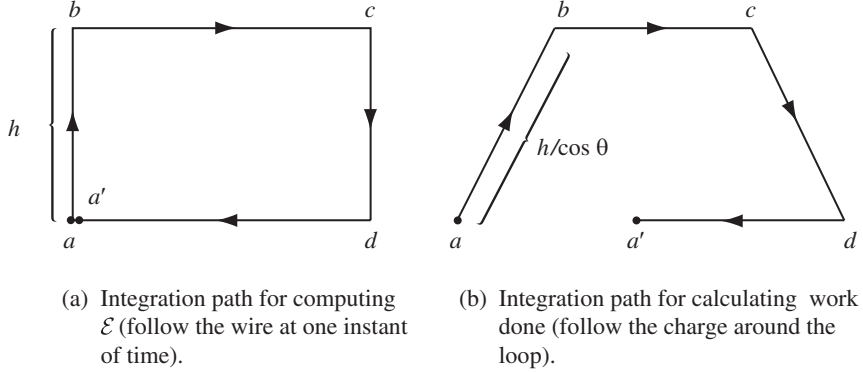 b
c
h
a′
a
d
(a) Integration path for computing
ℰ (follow the wire at one instant
of time).
b
c
h/cos θ
a
a′
d
(b) Integration path for calculating work
done (follow the charge around the
loop).